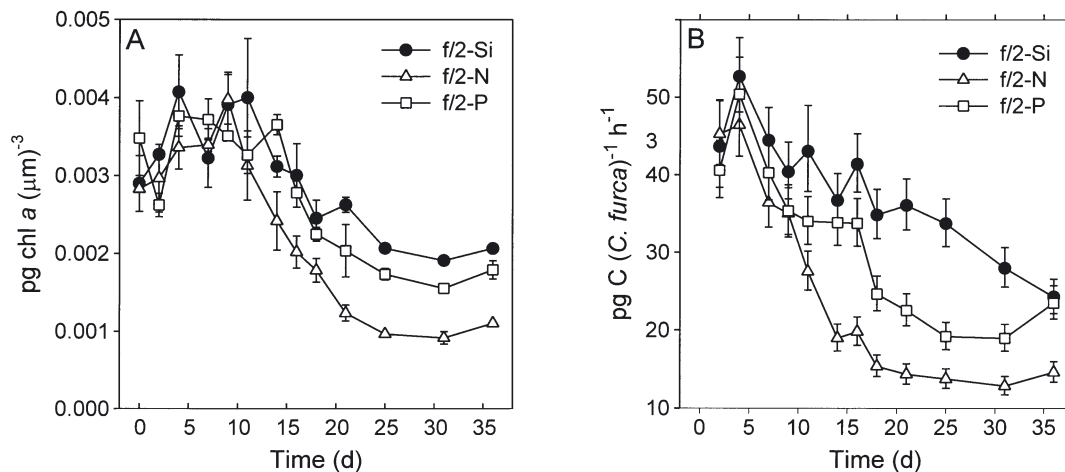 A
f/2-Si
f/2-N
f/2-P
0.005
0.004
0.003
0.002
0.001
0.000
pg chl a (μm)-3
0 5 10 15 20 25 30 35
Time (d)
B
f/2-Si
f/2-N
f/2-P
50
3
40
30
20
10
pg C (C. furca)-1 h-1
0 5 10 15 20 25 30 35
Time (d)